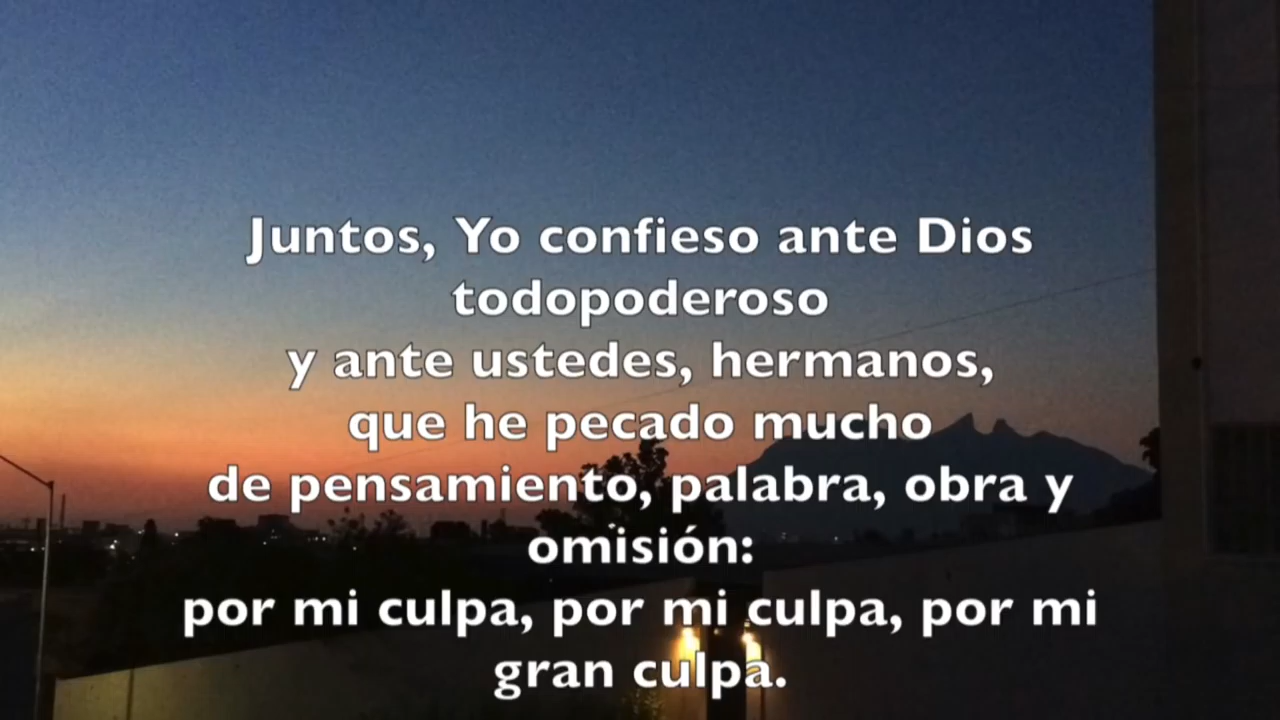 Juntos, Yo confieso ante Dios
todopoderoso
y ante ustedes, hermanos,
que he pecado mucho
de pensamiento, palabra, obra y
omisión:
por mi culpa, por mi culpa, por mi
gran culpa.